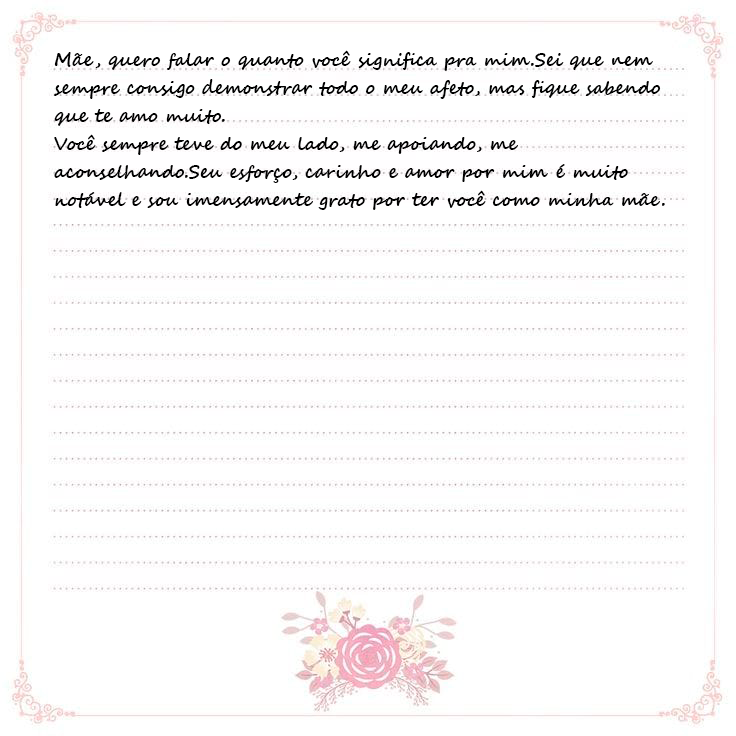 Mãe, quero falar o quanto você significa pra mim.Sei que nem
sempre consigo demonstrar todo o meu afeto, mas fique sabendo
que te amo muito.
Você sempre teve do meu lado, me apoiando, me
aconselhando.Seu esforço, carinho e amor por mim é muito
notável e sou imensamente grato por ter você como minha mãe.